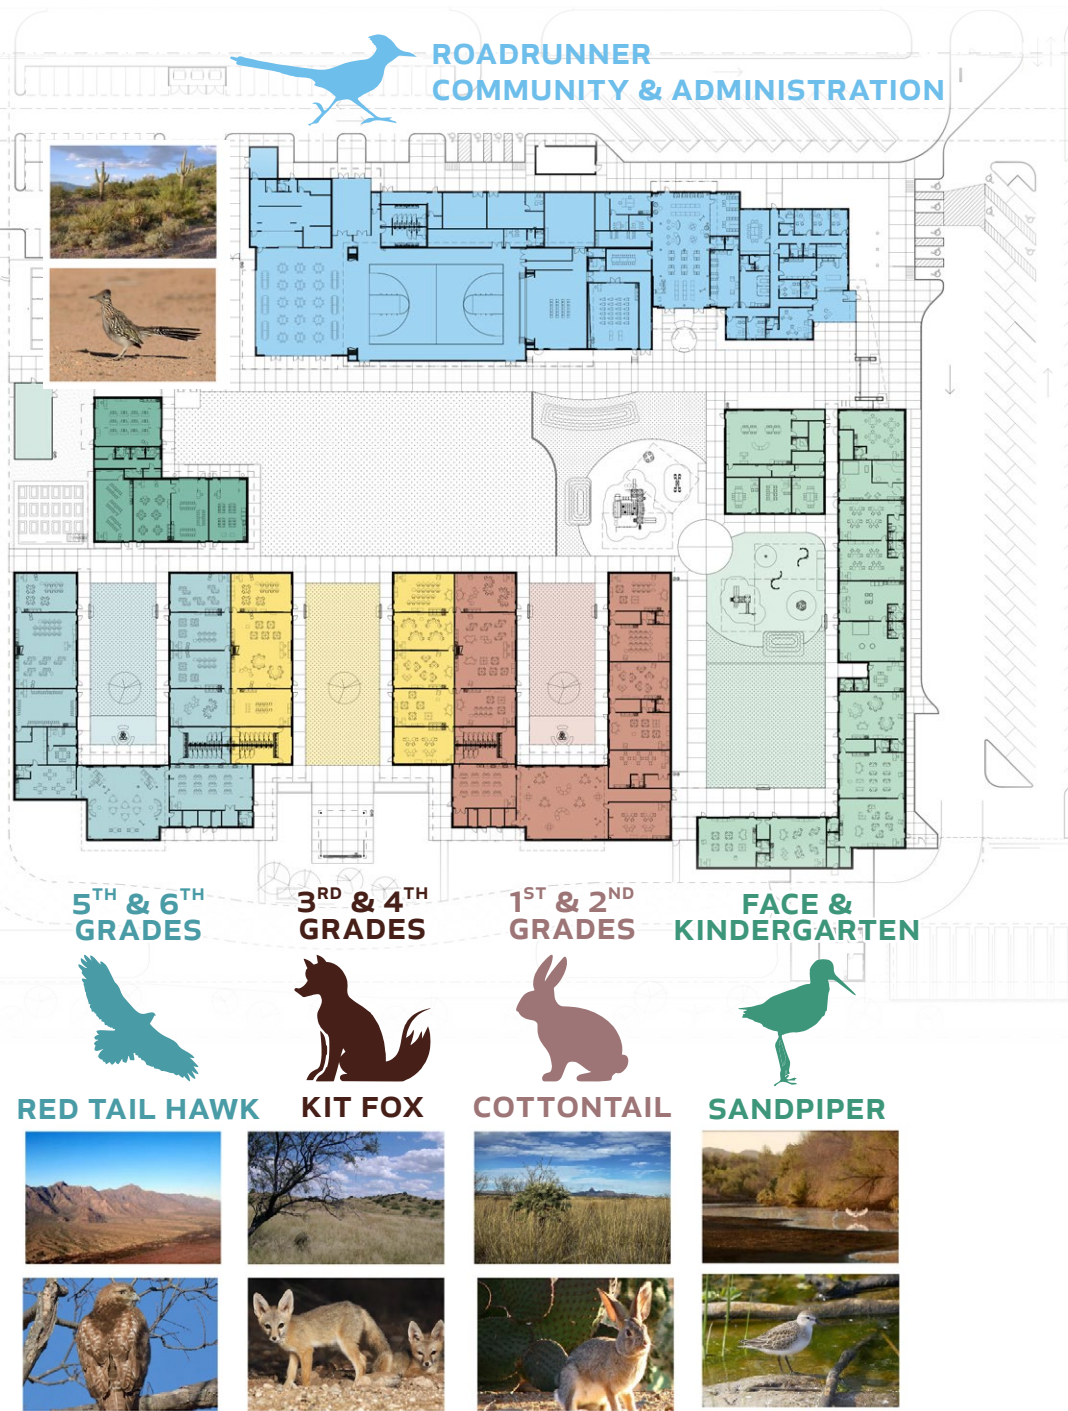 ROADRUNNER
COMMUNITY & ADMINISTRATION
5TH & 6TH
GRADES
3RD & 4TH
GRADES
1ST & 2ND
GRADES
FACE &
KINDERGARTEN
RED TAIL HAWK
KIT FOX
COTTONTAIL
SANDPIPER